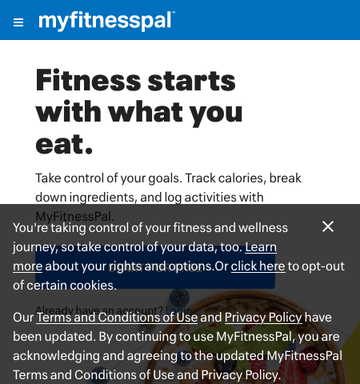 myfitnesspal™
Fitness starts
with what you
eat.
Take control of your goals. Track calories, break
down ingredients, and log activities with
MyFitnessPal.
You're taking control of your fitness and wellness
journey, so take control of your data, too. Learn
more about your rights and options.Or click here to opt-out
of certain cookies.
Already have an account?
Our Terms and Conditions of Use and Privacy Policy have
been updated. By continuing to use MyFitnessPal, you are
acknowledging and agreeing to the updated MyFitnessPal
Terms and Conditions of Use and Privacy Policy.